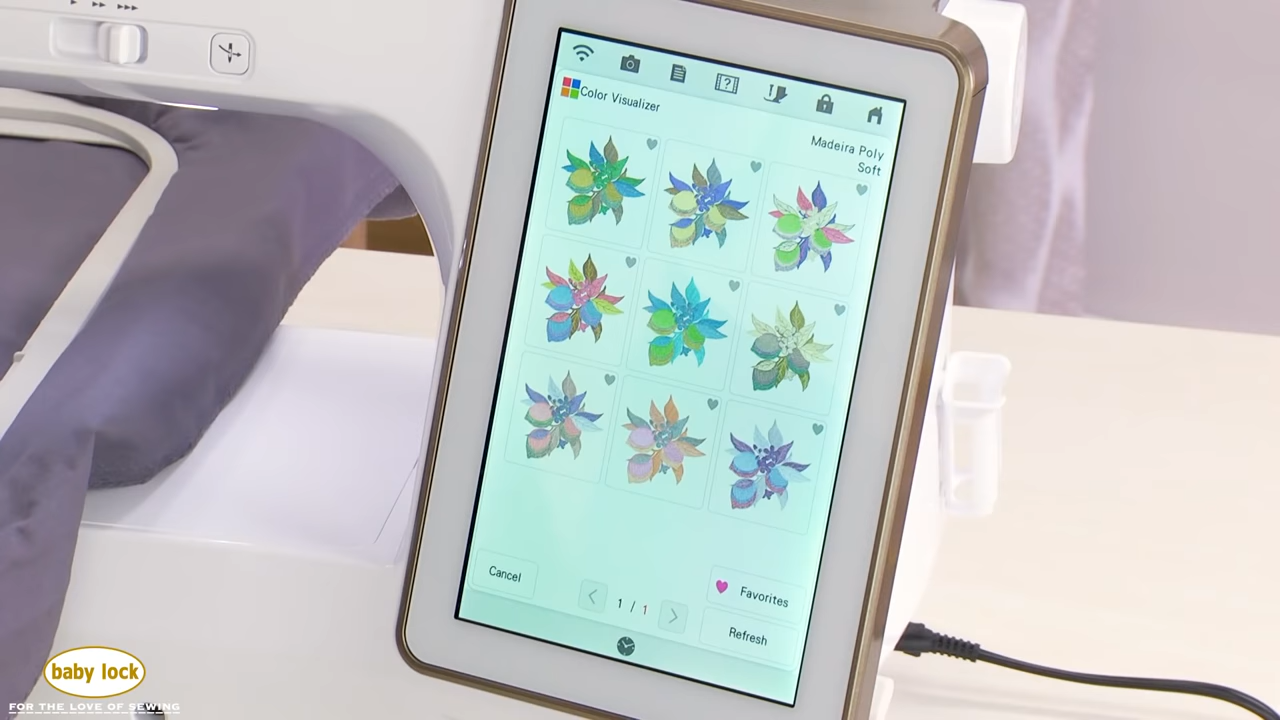 Color Visualizer
Madeira Poly
Soft
Cancel
1 / 1
Favorites
Refresh
baby lock
FOR THE LOVE OF SEWING